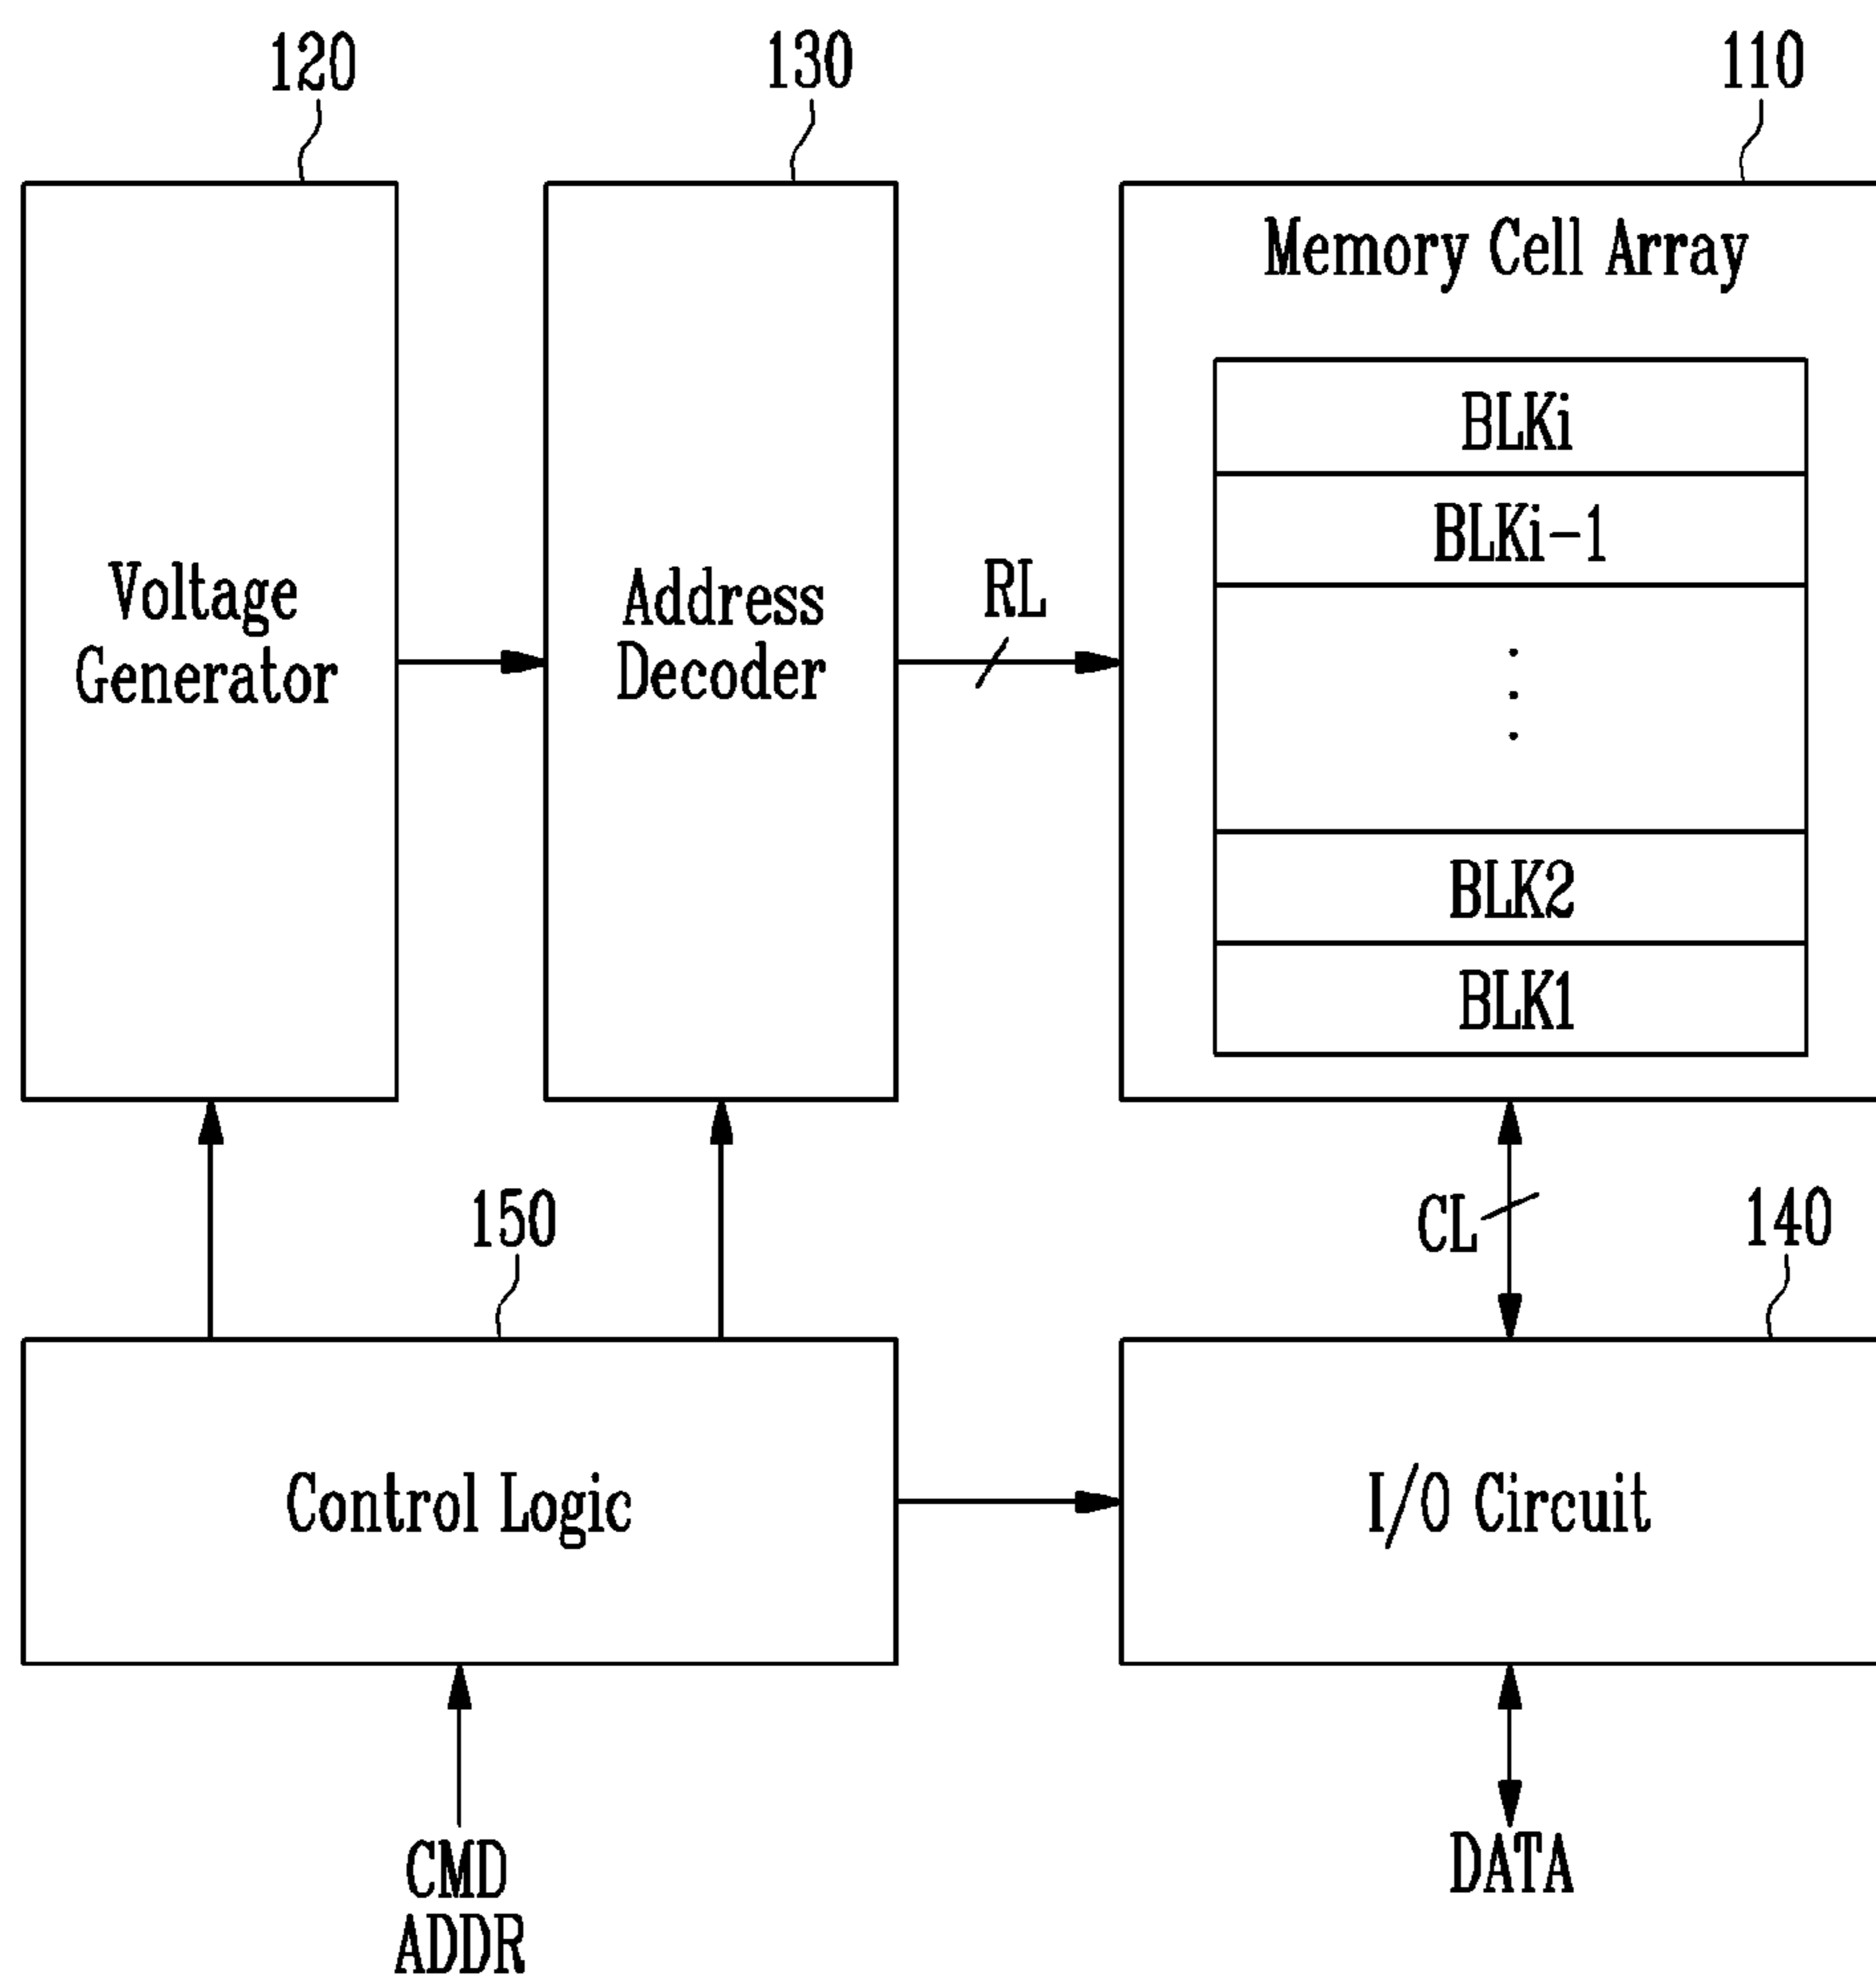 120
130
110
Memory Cell Array
BLKi
BLKi-1
Voltage
Generator
Address
Decoder
RL
BLK2
BLK1
150
CL
140
Control Logic
I/O Circuit
CMD
ADDR
DATA